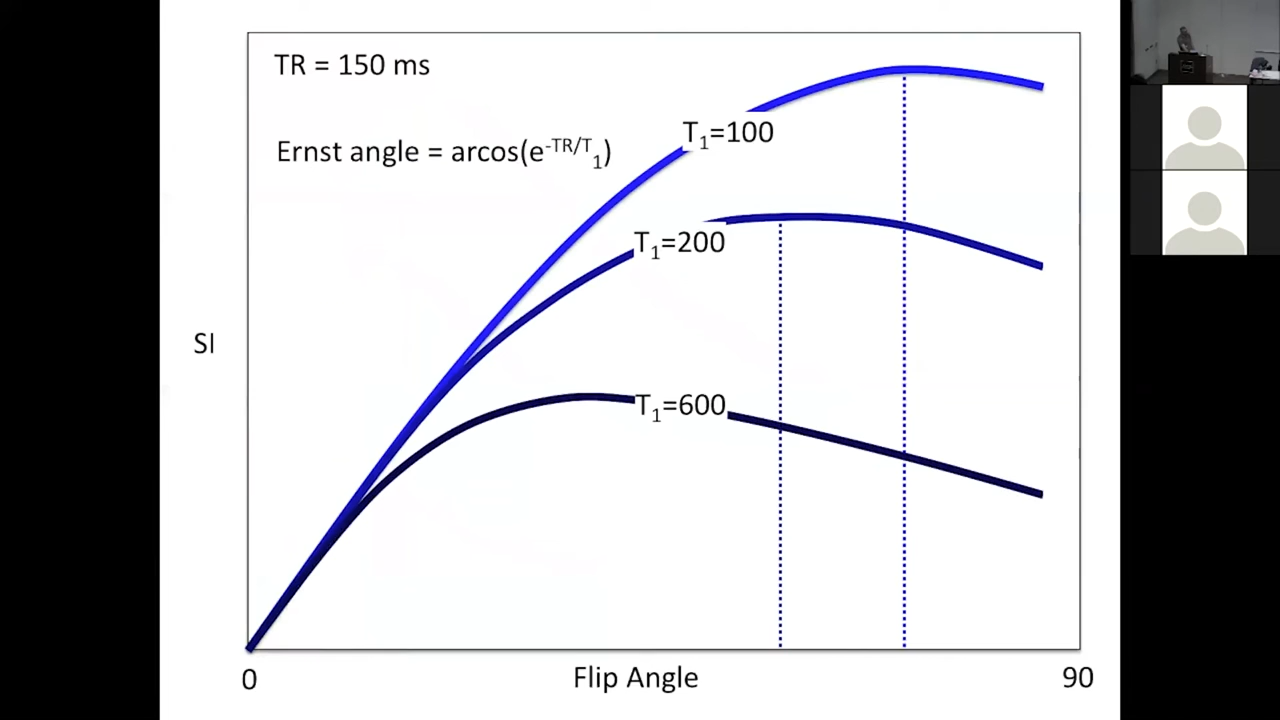 TR = 150 ms
Ernst angle = arcos(e-TR/T1)
T1=100
T1=200
T1=600
SI
0
Flip Angle
90